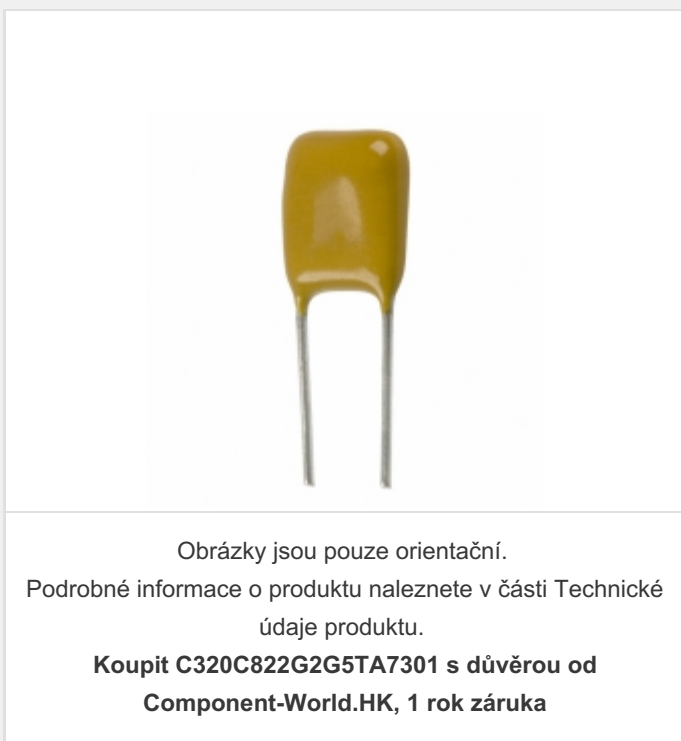 Obrázky jsou pouze orientační.
Podrobné informace o produktu naleznete v části Technické
údaje produktu.
Koupit C320C822G2G5TA7301 s důvěrou od
Component-World.HK, 1 rok záruka